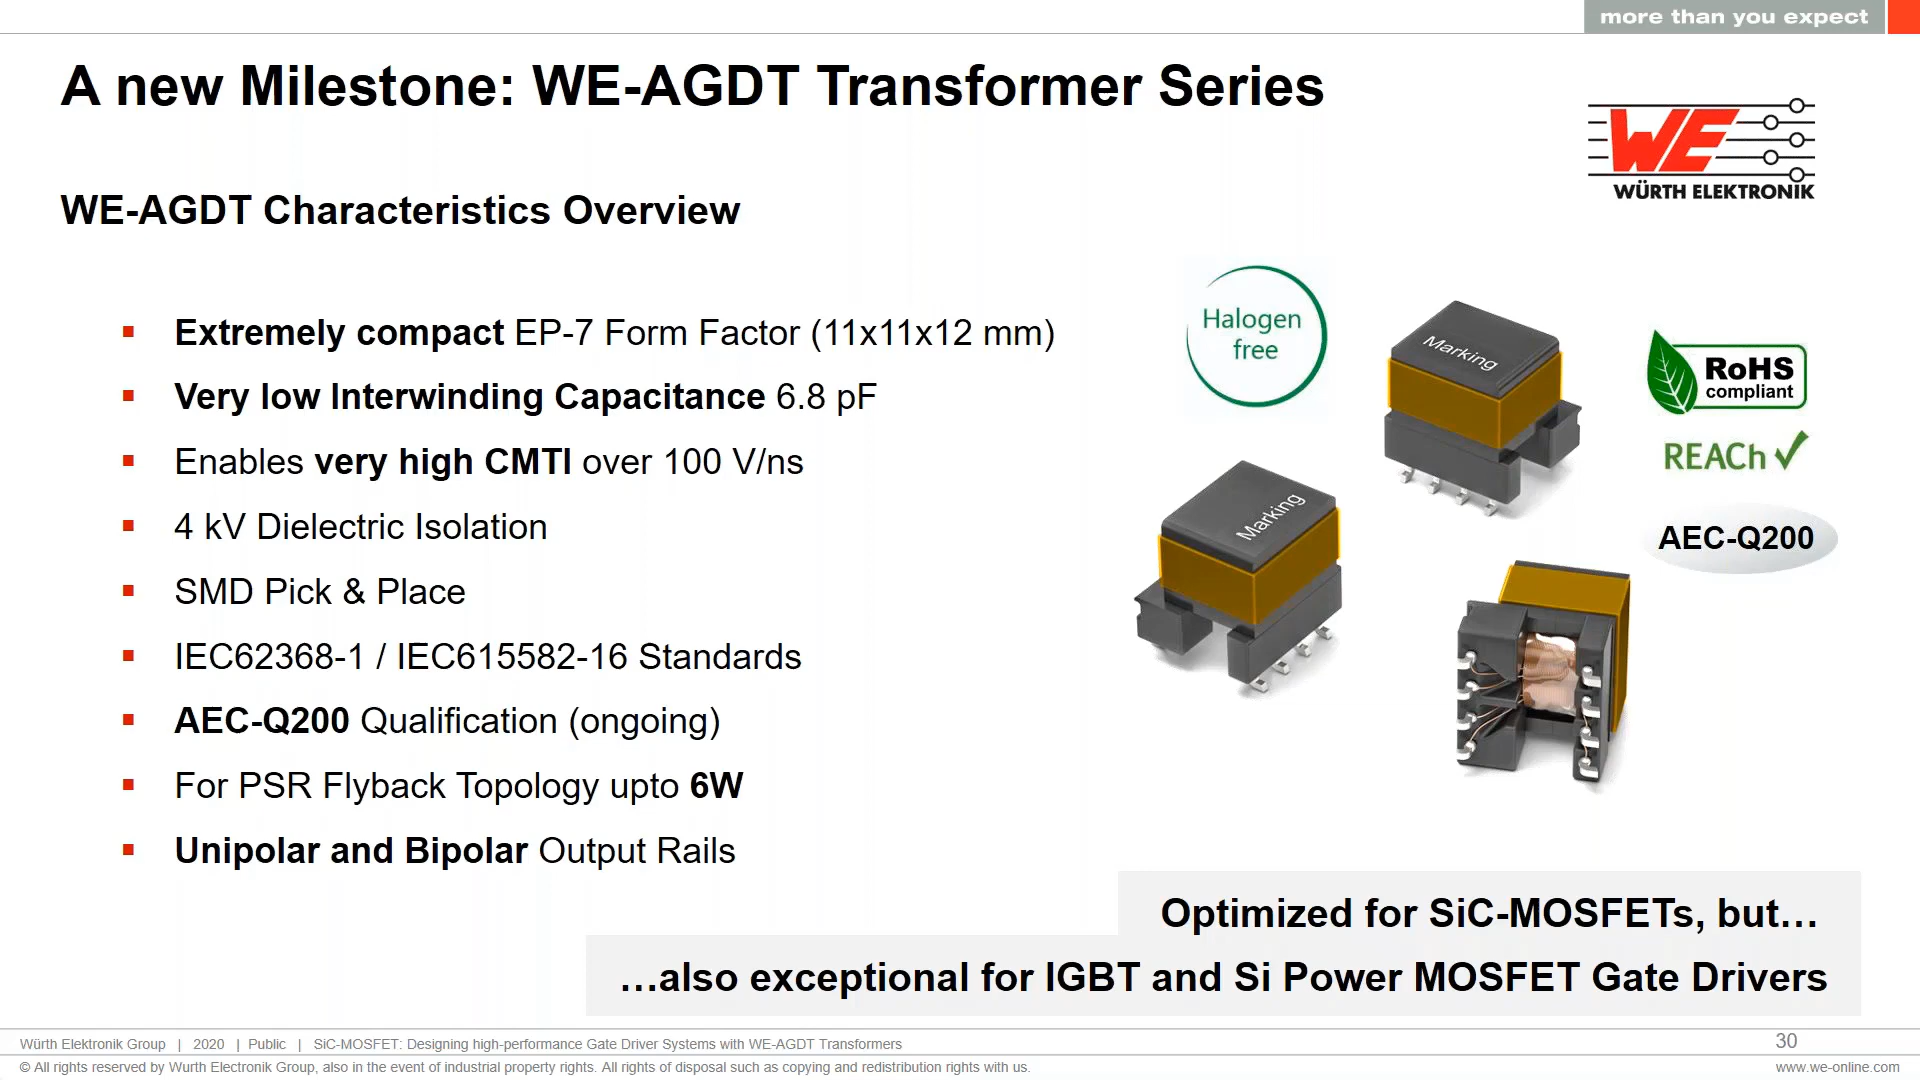 more than you expect
A new Milestone: WE-AGDT Transformer Series
WE
WÜRTH ELEKTRONIK
WE-AGDT Characteristics Overview
Extremely compact EP-7 Form Factor (11x11x12 mm)
Very low Interwinding Capacitance 6.8 pF
Enables very high CMTI over 100 V/ns
4 kV Dielectric Isolation
SMD Pick & Place
IEC62368-1 / IEC615582-16 Standards
AEC-Q200 Qualification (ongoing)
For PSR Flyback Topology upto 6W
Unipolar and Bipolar Output Rails
Halogen
free
Marking
RoHS
compliant
REACh
Marking
AEC-Q200
Optimized for SiC-MOSFETs, but…
…also exceptional for IGBT and Si Power MOSFET Gate Drivers
Würth Elektronik Group | 2020 | Public | SiC-MOSFET: Designing high-performance Gate Driver Systems with WE-AGDT Transformers
30
© All rights reserved by Wurth Electronik Group, also in the event of industrial property rights. All rights of disposal such as copying and redistribution rights with us.
www.we-online.com